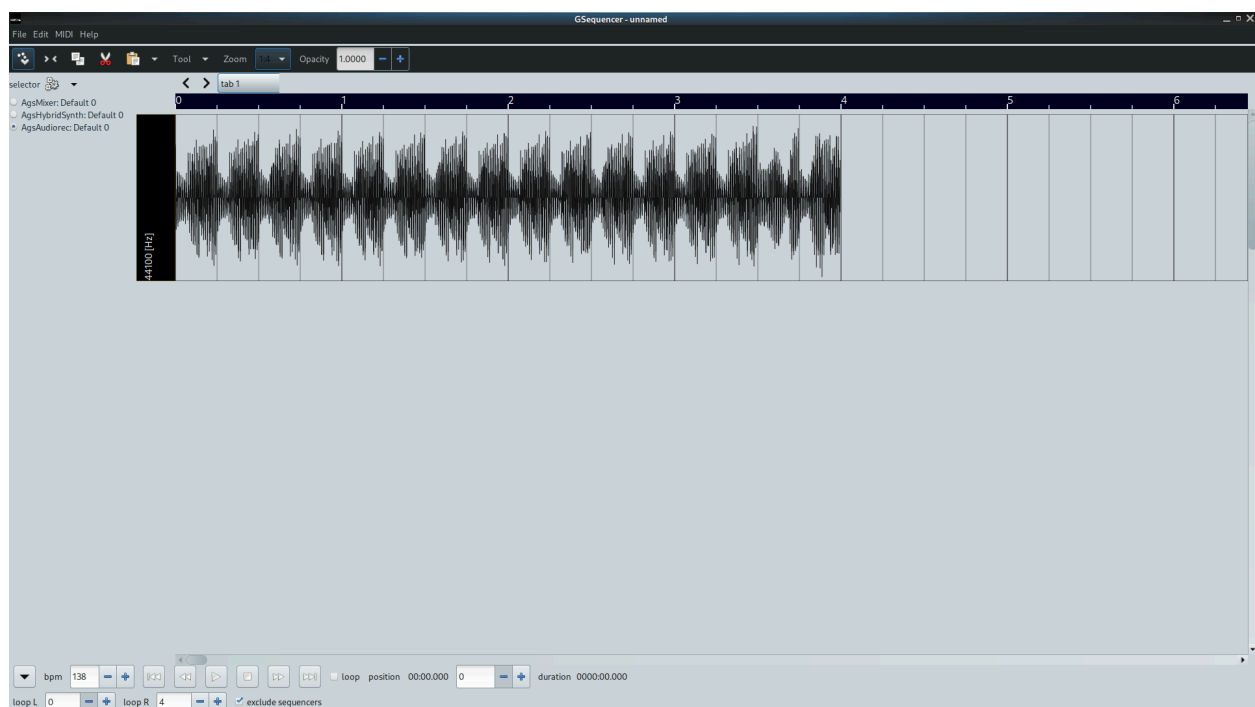 GSequencer - unnamed
File Edit MIDI Help
Tool Zoom 1:4 Opacity 1.0000
selector tab 1
AgsMixer: Default 0
AgsHybridSynth: Default 0
AgsAudiorec: Default 0
0 1 2 3 4 5 6
44100 [Hz]
bpm 138 loop position 00:00.000 0 duration 0000:00.000
loop L 0 loop R 4 exclude sequencers